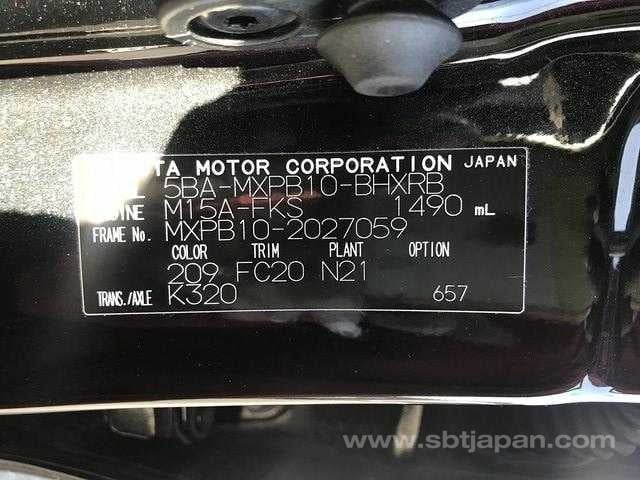 TA MOTOR CORPORATION JAPAN
5BA-MXPB10-BHXRB
M15A-FKS 1490 mL
FRAME No. MXPB10-2027059
COLOR TRIM PLANT OPTION
209 FC20 N21
TRANS./AXLE K320 657
www.sbtjapan.com